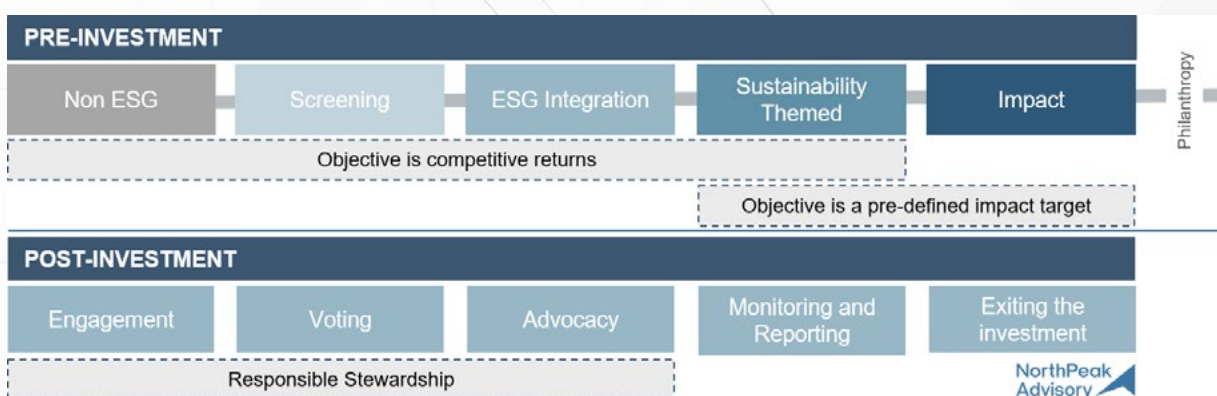 PRE-INVESTMENT
Non ESG
Screening
ESG Integration
Sustainability
Themed
Impact
Philanthropy
Objective is competitive returns
Objective is a pre-defined impact target
POST-INVESTMENT
Engagement
Voting
Advocacy
Monitoring and
Reporting
Exiting the
investment
Responsible Stewardship
NorthPeak
Advisory